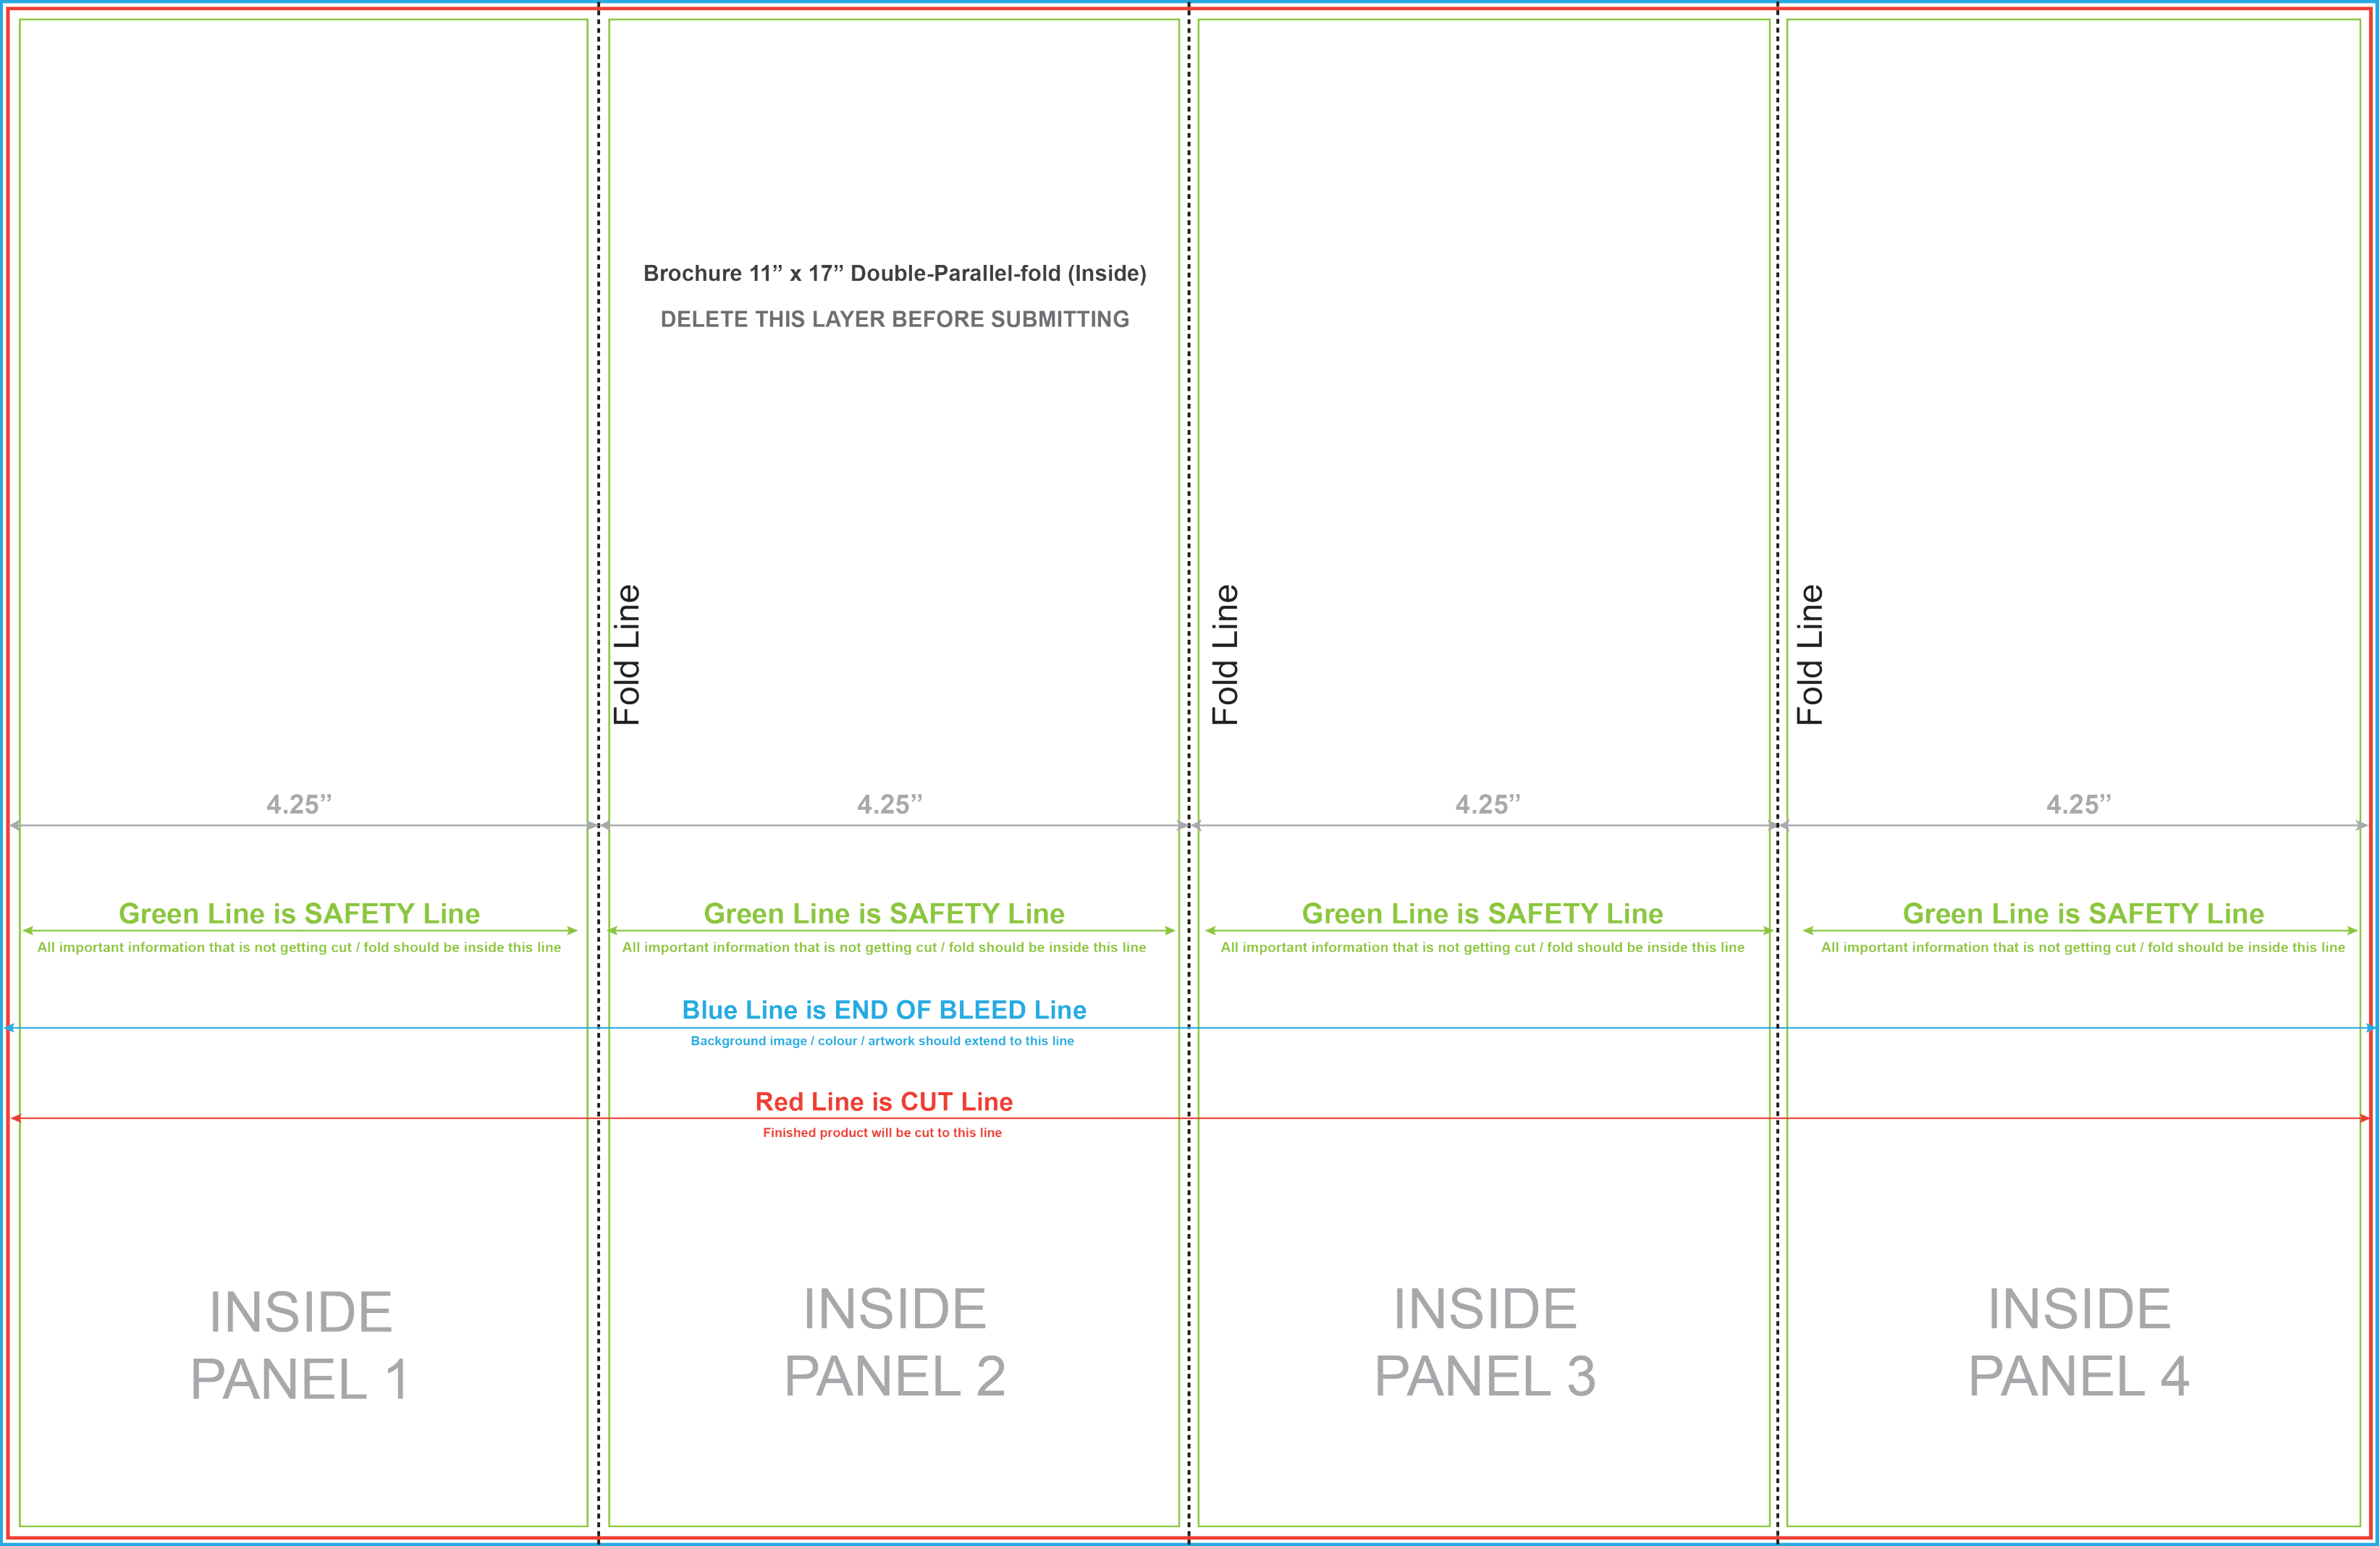 Brochure 11” x 17” Double-Parallel-fold (Inside)
DELETE THIS LAYER BEFORE SUBMITTING
Fold Line
Fold Line
Fold Line
4.25”
4.25”
4.25”
4.25”
Green Line is SAFETY Line
All important information that is not getting cut / fold should be inside this line
Green Line is SAFETY Line
All important information that is not getting cut / fold should be inside this line
Green Line is SAFETY Line
All important information that is not getting cut / fold should be inside this line
Green Line is SAFETY Line
All important information that is not getting cut / fold should be inside this line
Blue Line is END OF BLEED Line
Background image / colour / artwork should extend to this line
Red Line is CUT Line
Finished product will be cut to this line
INSIDE
PANEL 1
INSIDE
PANEL 2
INSIDE
PANEL 3
INSIDE
PANEL 4